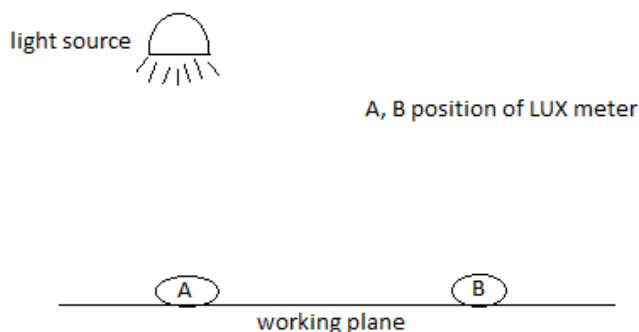 light source
A, B position of LUX meter
A
B
working plane